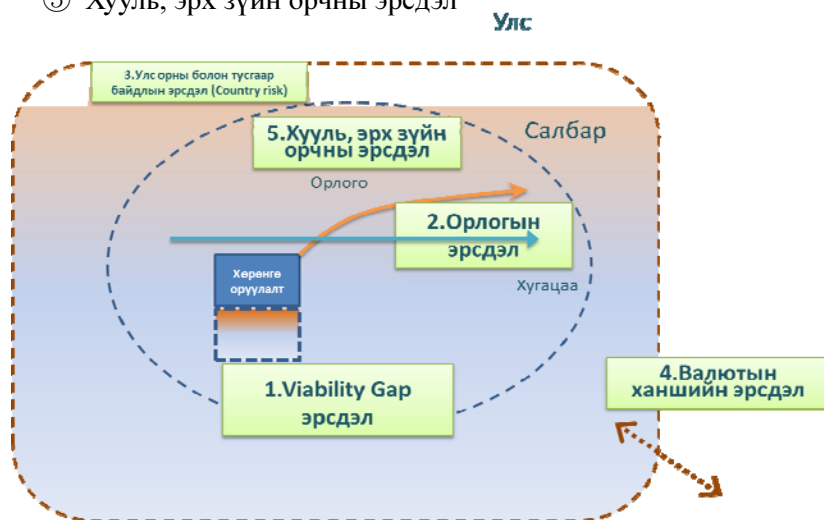 ⑤ Хууль, эрх зүйн орчны эрсдэл
Улс
3.Улс орны болон тусгаар
байдлын эрсдэл (Country risk)
5.Хууль, эрх зүйн
орчны эрсдэл
Салбар
Орлого
2.Орлогын
эрсдэл
Хөрөнгө
оруулалт
Хугацаа
1.Viability Gap
эрсдэл
4.Валютын
ханшийн эрсдэл